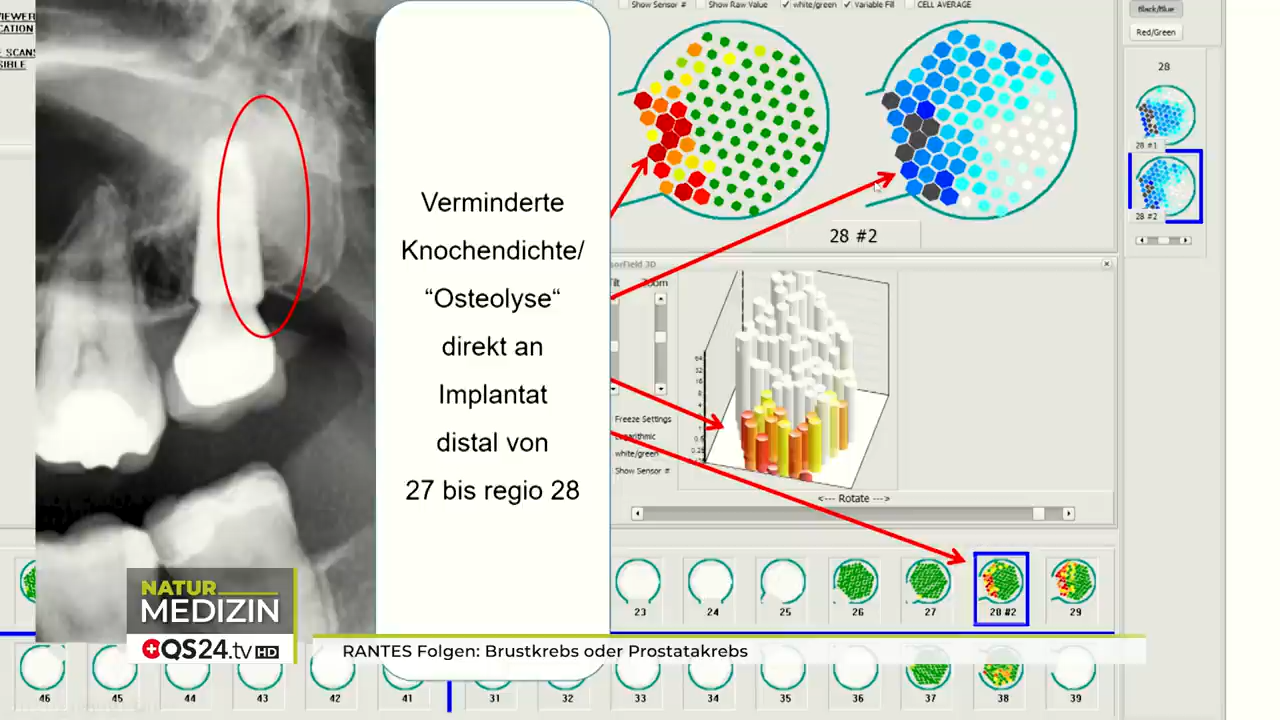 VIEWER
CATION
E SCANS
SIBLE
Verminderte
Knochendichte/
“Osteolyse“
direkt an
Implantat
distal von
27 bis regio 28
Show Sensor #
Show Raw Value
white/green
Variable Fill
CELL AVERAGE
Black/Blue
Red/Green
28
28 #1
28 #2
28 #2
sorField 3D
Tilt
Zoom
Freeze Settings
Logarithmic
white/green
Show Sensor #
<--- Rotate --->
23
24
25
26
27
28 #2
29
46
45
44
43
42
41
31
32
33
34
35
36
37
38
39
NATUR
MEDIZIN
QS24.tv HD
RANTES Folgen: Brustkrebs oder Prostatakrebs